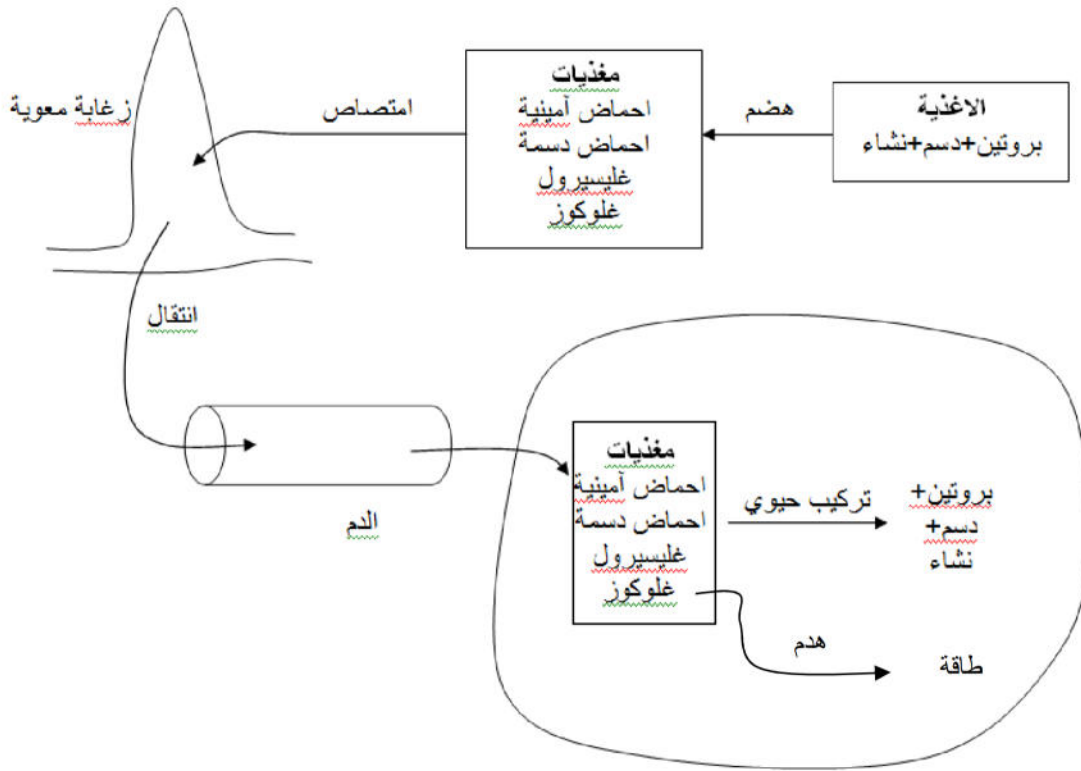 الاغذية
بروتين+دسم+نشاء
هضم
مغذيات
احماض آمينية
احماض دسمة
غليسيرول
غلوكوز
امتصاص
زغابة معوية
انتقال
الدم
مغذيات
احماض آمينية
احماض دسمة
غليسيرول
غلوكوز
تركيب حيوي
بروتين+
دسم+
نشاء
هدم
طاقة